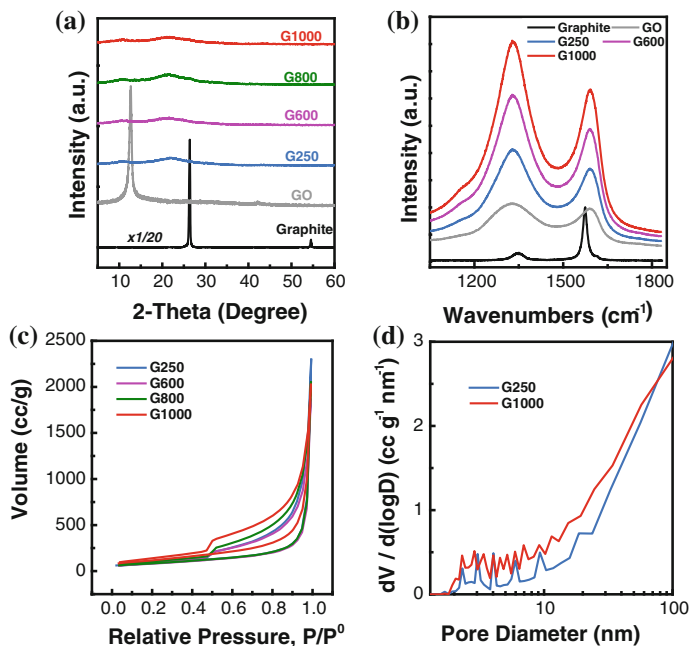 (a)
G1000
G800
G600
G250
GO
Graphite
x1/20
10 20 30 40 50 60
2-Theta (Degree)
Intensity (a.u.)
(b)
Graphite GO
G250 G600
G1000
1200 1500 1800
Wavenumbers (cm-1)
Intensity (a.u.)
(c)
2500
2000
1500
1000
500
0
G250
G600
G800
G1000
0.0 0.2 0.4 0.6 0.8 1.0
Relative Pressure, P/P0
Volume (cc/g)
(d)
3
2
1
0
G250
G1000
10 100
Pore Diameter (nm)
dV / d(logD) (cc g-1 nm-1)